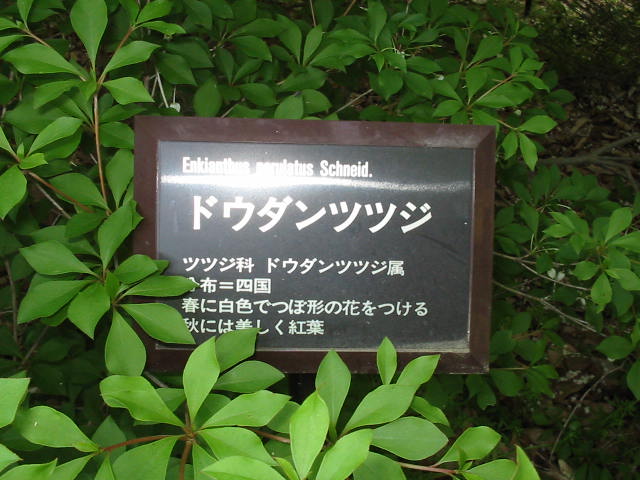 Enkianthus perulatus Schneid.
ドウダンツツジ
ツツジ科 ドウダンツツジ属
分布＝四国
春に白色でつぼ形の花をつける
秋には美しく紅葉